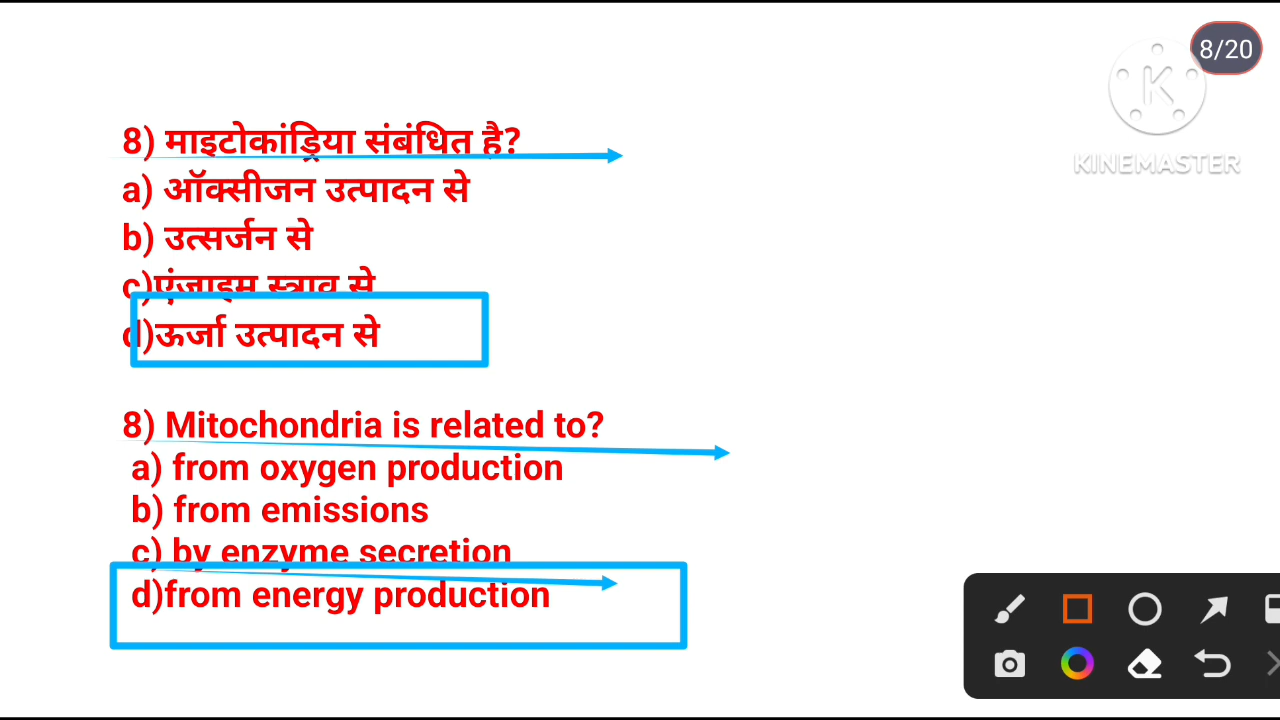 8/20
KINEMASTER
8) माइटोकांड्रिया संबंधित है?
a) ऑक्सीजन उत्पादन से
b) उत्सर्जन से
c)एंजाइम स्त्राव से
d)ऊर्जा उत्पादन से
8) Mitochondria is related to?
a) from oxygen production
b) from emissions
c) by enzyme secretion
d)from energy production